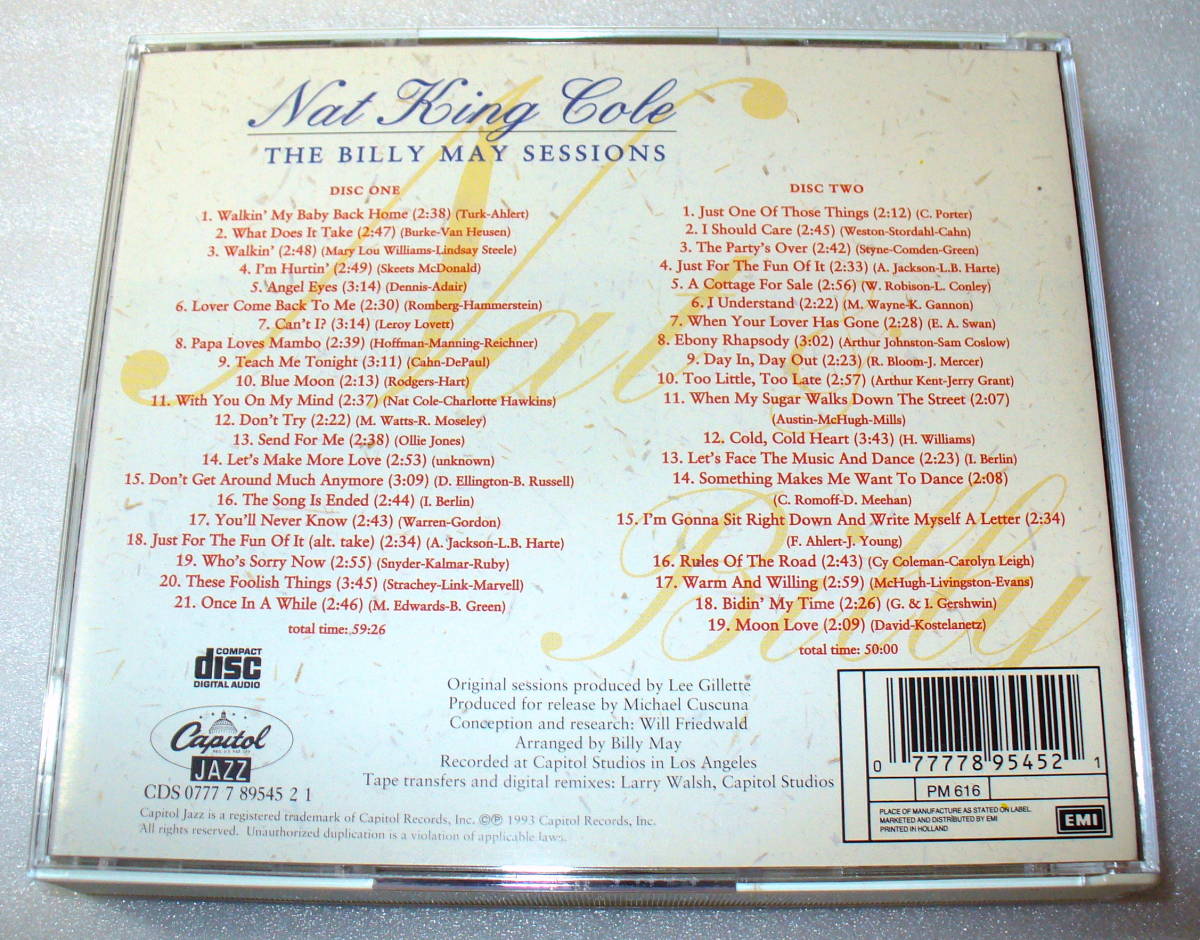 Nat King Cole
THE BILLY MAY SESSIONS
DISC ONE
1. Walkin' My Baby Back Home (2:38) (Turk-Ahlert)
2. What Does It Take (2:47) (Burke-Van Heusen)
3. Walkin' (2:48) (Mary Lou Williams-Lindsay Steele)
4. I'm Hurtin' (2:49) (Skeets McDonald)
5. Angel Eyes (3:14) (Dennis-Adair)
6. Lover Come Back To Me (2:30) (Romberg-Hammerstein)
7. Can't I? (3:14) (Leroy Lovett)
8. Papa Loves Mambo (2:39) (Hoffman-Manning-Reichner)
9. Teach Me Tonight (3:11) (Cahn-DePaul)
10. Blue Moon (2:13) (Rodgers-Hart)
11. With You On My Mind (2:37) (Nat Cole-Charlotte Hawkins)
12. Don't Try (2:22) (M. Watts-R. Moseley)
13. Send For Me (2:38) (Ollie Jones)
14. Let's Make More Love (2:53) (unknown)
15. Don't Get Around Much Anymore (3:09) (D. Ellington-B. Russell)
16. The Song Is Ended (2:44) (I. Berlin)
17. You'll Never Know (2:43) (Warren-Gordon)
18. Just For The Fun Of It (alt. take) (2:34) (A. Jackson-L.B. Harte)
19. Who's Sorry Now (2:55) (Snyder-Kalmar-Ruby)
20. These Foolish Things (3:45) (Strachey-Link-Marvell)
21. Once In A While (2:46) (M. Edwards-B. Green)
total time: 59:26
DISC TWO
1. Just One Of Those Things (2:12) (C. Porter)
2. I Should Care (2:45) (Weston-Stordahl-Cahn)
3. The Party's Over (2:42) (Styne-Comden-Green)
4. Just For The Fun Of It (2:33) (A. Jackson-L.B. Harte)
5. A Cottage For Sale (2:56) (W. Robison-L. Conley)
6. I Understand (2:22) (M. Wayne-K. Gannon)
7. When Your Lover Has Gone (2:28) (E. A. Swan)
8. Ebony Rhapsody (3:02) (Arthur Johnston-Sam Coslow)
9. Day In, Day Out (2:23) (R. Bloom-J. Mercer)
10. Too Little, Too Late (2:57) (Arthur Kent-Jerry Grant)
11. When My Sugar Walks Down The Street (2:07)
(Austin-McHugh-Mills)
12. Cold, Cold Heart (3:43) (H. Williams)
13. Let's Face The Music And Dance (2:23) (I. Berlin)
14. Something Makes Me Want To Dance (2:08)
(C. Romoff-D. Meehan)
15. I'm Gonna Sit Right Down And Write Myself A Letter (2:34)
(F. Ahlert-J. Young)
16. Rules Of The Road (2:43) (Cy Coleman-Carolyn Leigh)
17. Warm And Willing (2:59) (McHugh-Livingston-Evans)
18. Bidin' My Time (2:26) (G. & I. Gershwin)
19. Moon Love (2:09) (David-Kostelanetz)
total time: 50:00
Nat &
Billy
COMPACT
disc
DIGITAL AUDIO
Capitol
JAZZ
CDS 0777 7 89545 2 1
Original sessions produced by Lee Gillette
Produced for release by Michael Cuscuna
Conception and research: Will Friedwald
Arranged by Billy May
Recorded at Capitol Studios in Los Angeles
Tape transfers and digital remixes: Larry Walsh, Capitol Studios
Capitol Jazz is a registered trademark of Capitol Records, Inc. ©℗ 1993 Capitol Records, Inc.
All rights reserved. Unauthorized duplication is a violation of applicable laws.
0 77778 95452 1
PM 616
PLACE OF MANUFACTURE AS STATED ON LABEL.
MARKETED AND DISTRIBUTED BY EMI
PRINTED IN HOLLAND
EMI